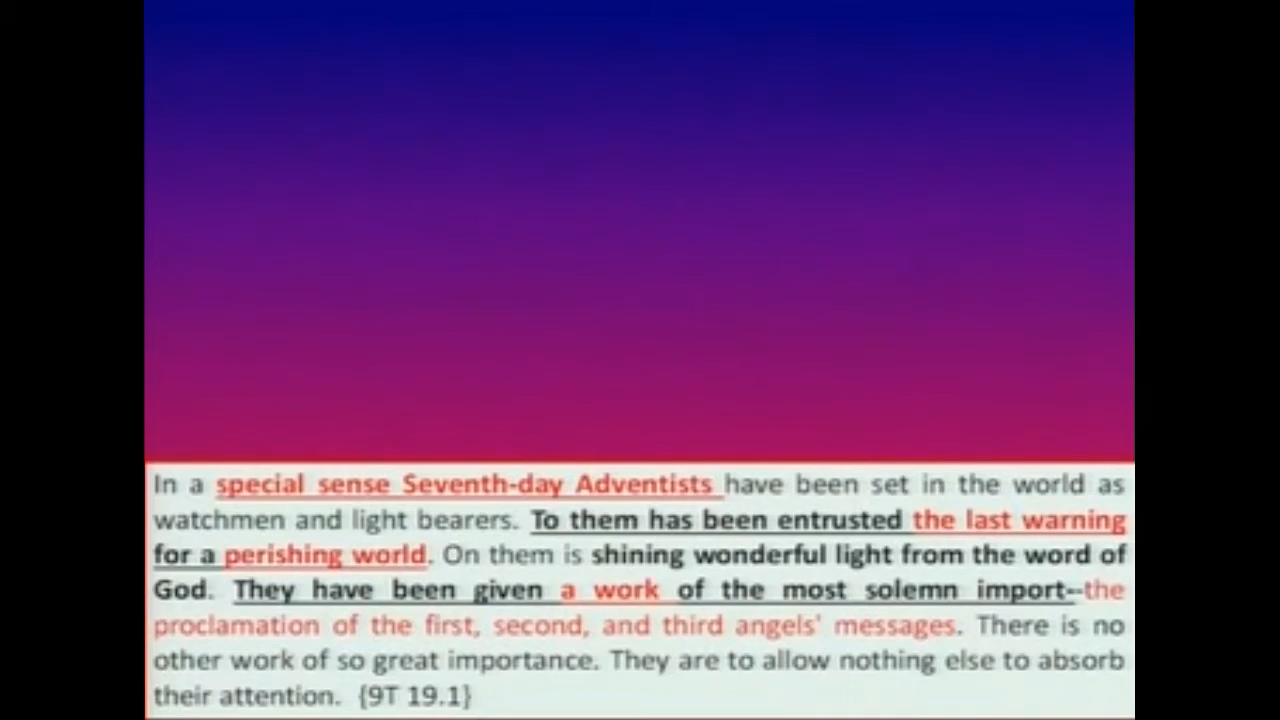 In a special sense Seventh-day Adventists have been set in the world as
watchmen and light bearers. To them has been entrusted the last warning
for a perishing world. On them is shining wonderful light from the word of
God. They have been given a work of the most solemn import--the
proclamation of the first, second, and third angels' messages. There is no
other work of so great importance. They are to allow nothing else to absorb
their attention. {9T 19.1}